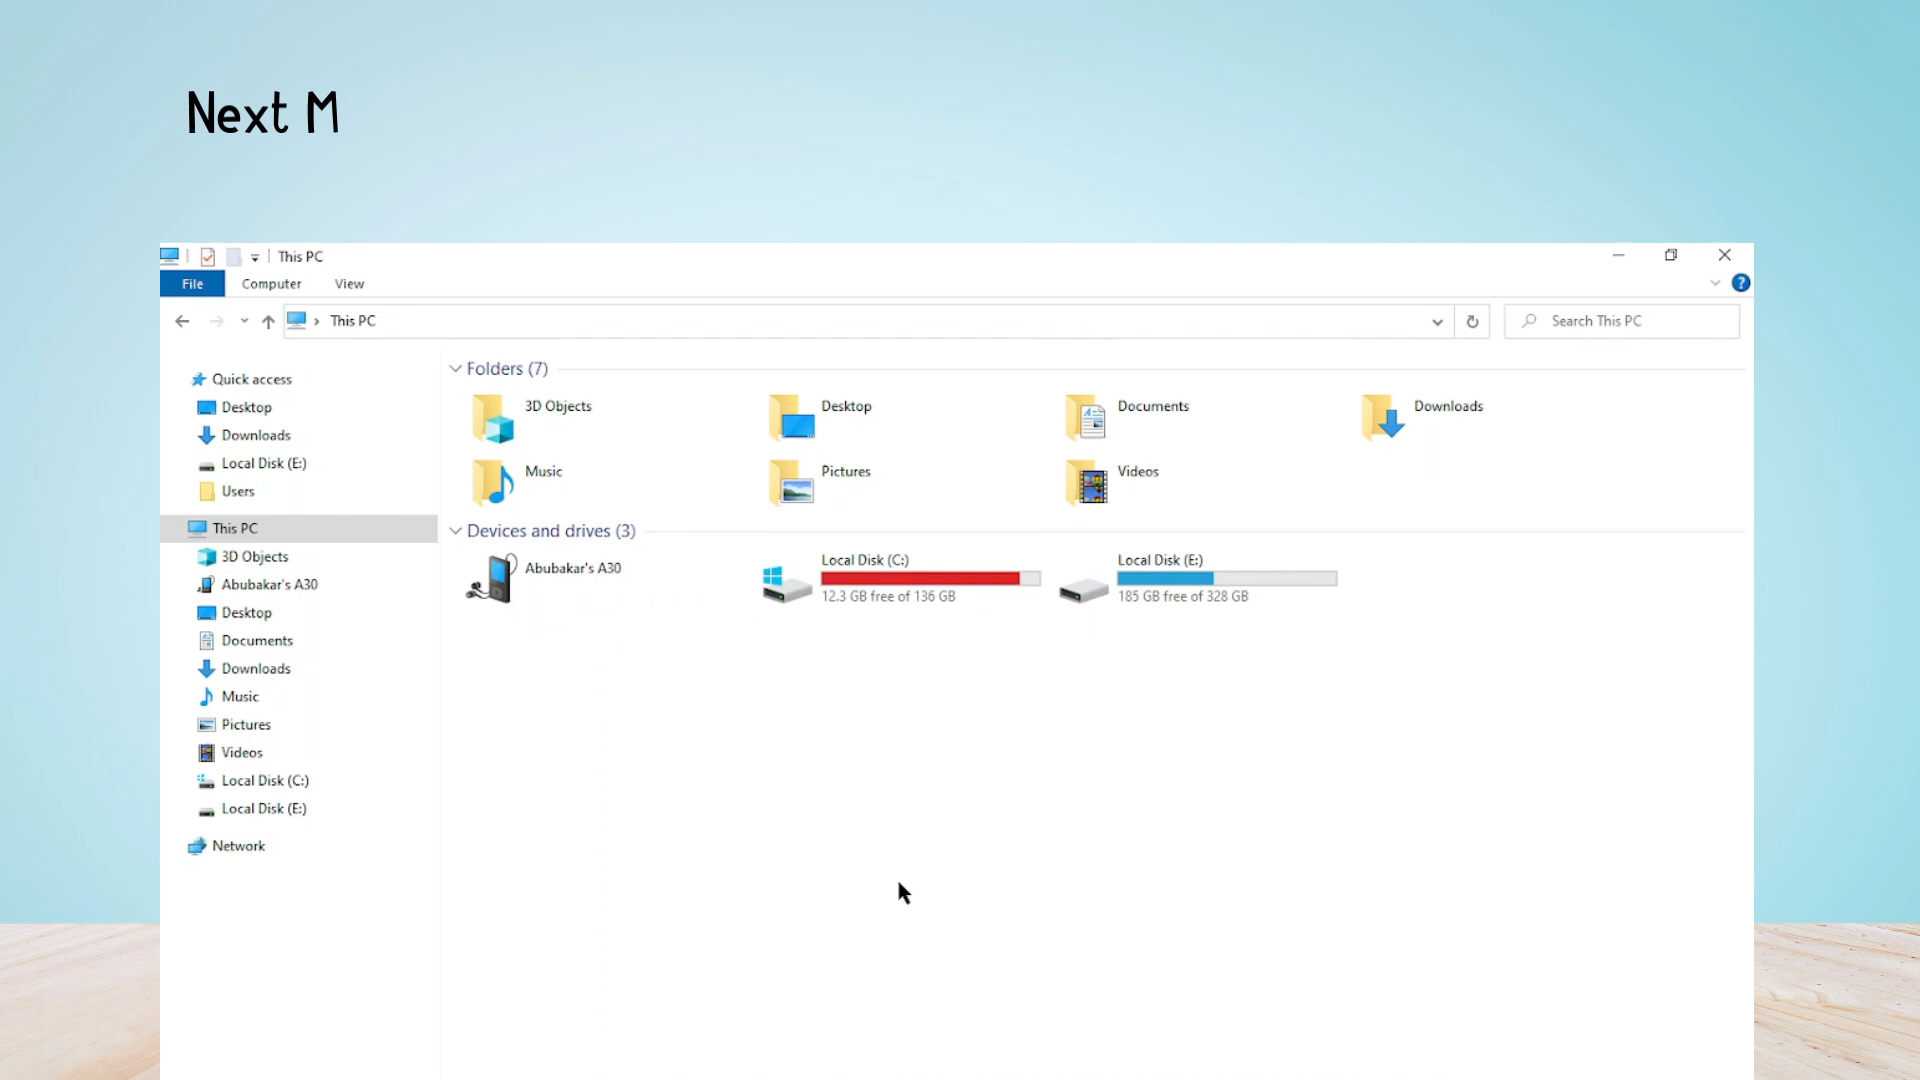 Next M
This PC
File Computer View
This PC
Search This PC
Quick access
Desktop
Downloads
Local Disk (E:)
Users
This PC
3D Objects
Abubakar's A30
Desktop
Documents
Downloads
Music
Pictures
Videos
Local Disk (C:)
Local Disk (E:)
Network
Folders (7)
3D Objects Desktop Documents Downloads
Music Pictures Videos
Devices and drives (3)
Abubakar's A30
Local Disk (C:)
12.3 GB free of 136 GB
Local Disk (E:)
185 GB free of 328 GB